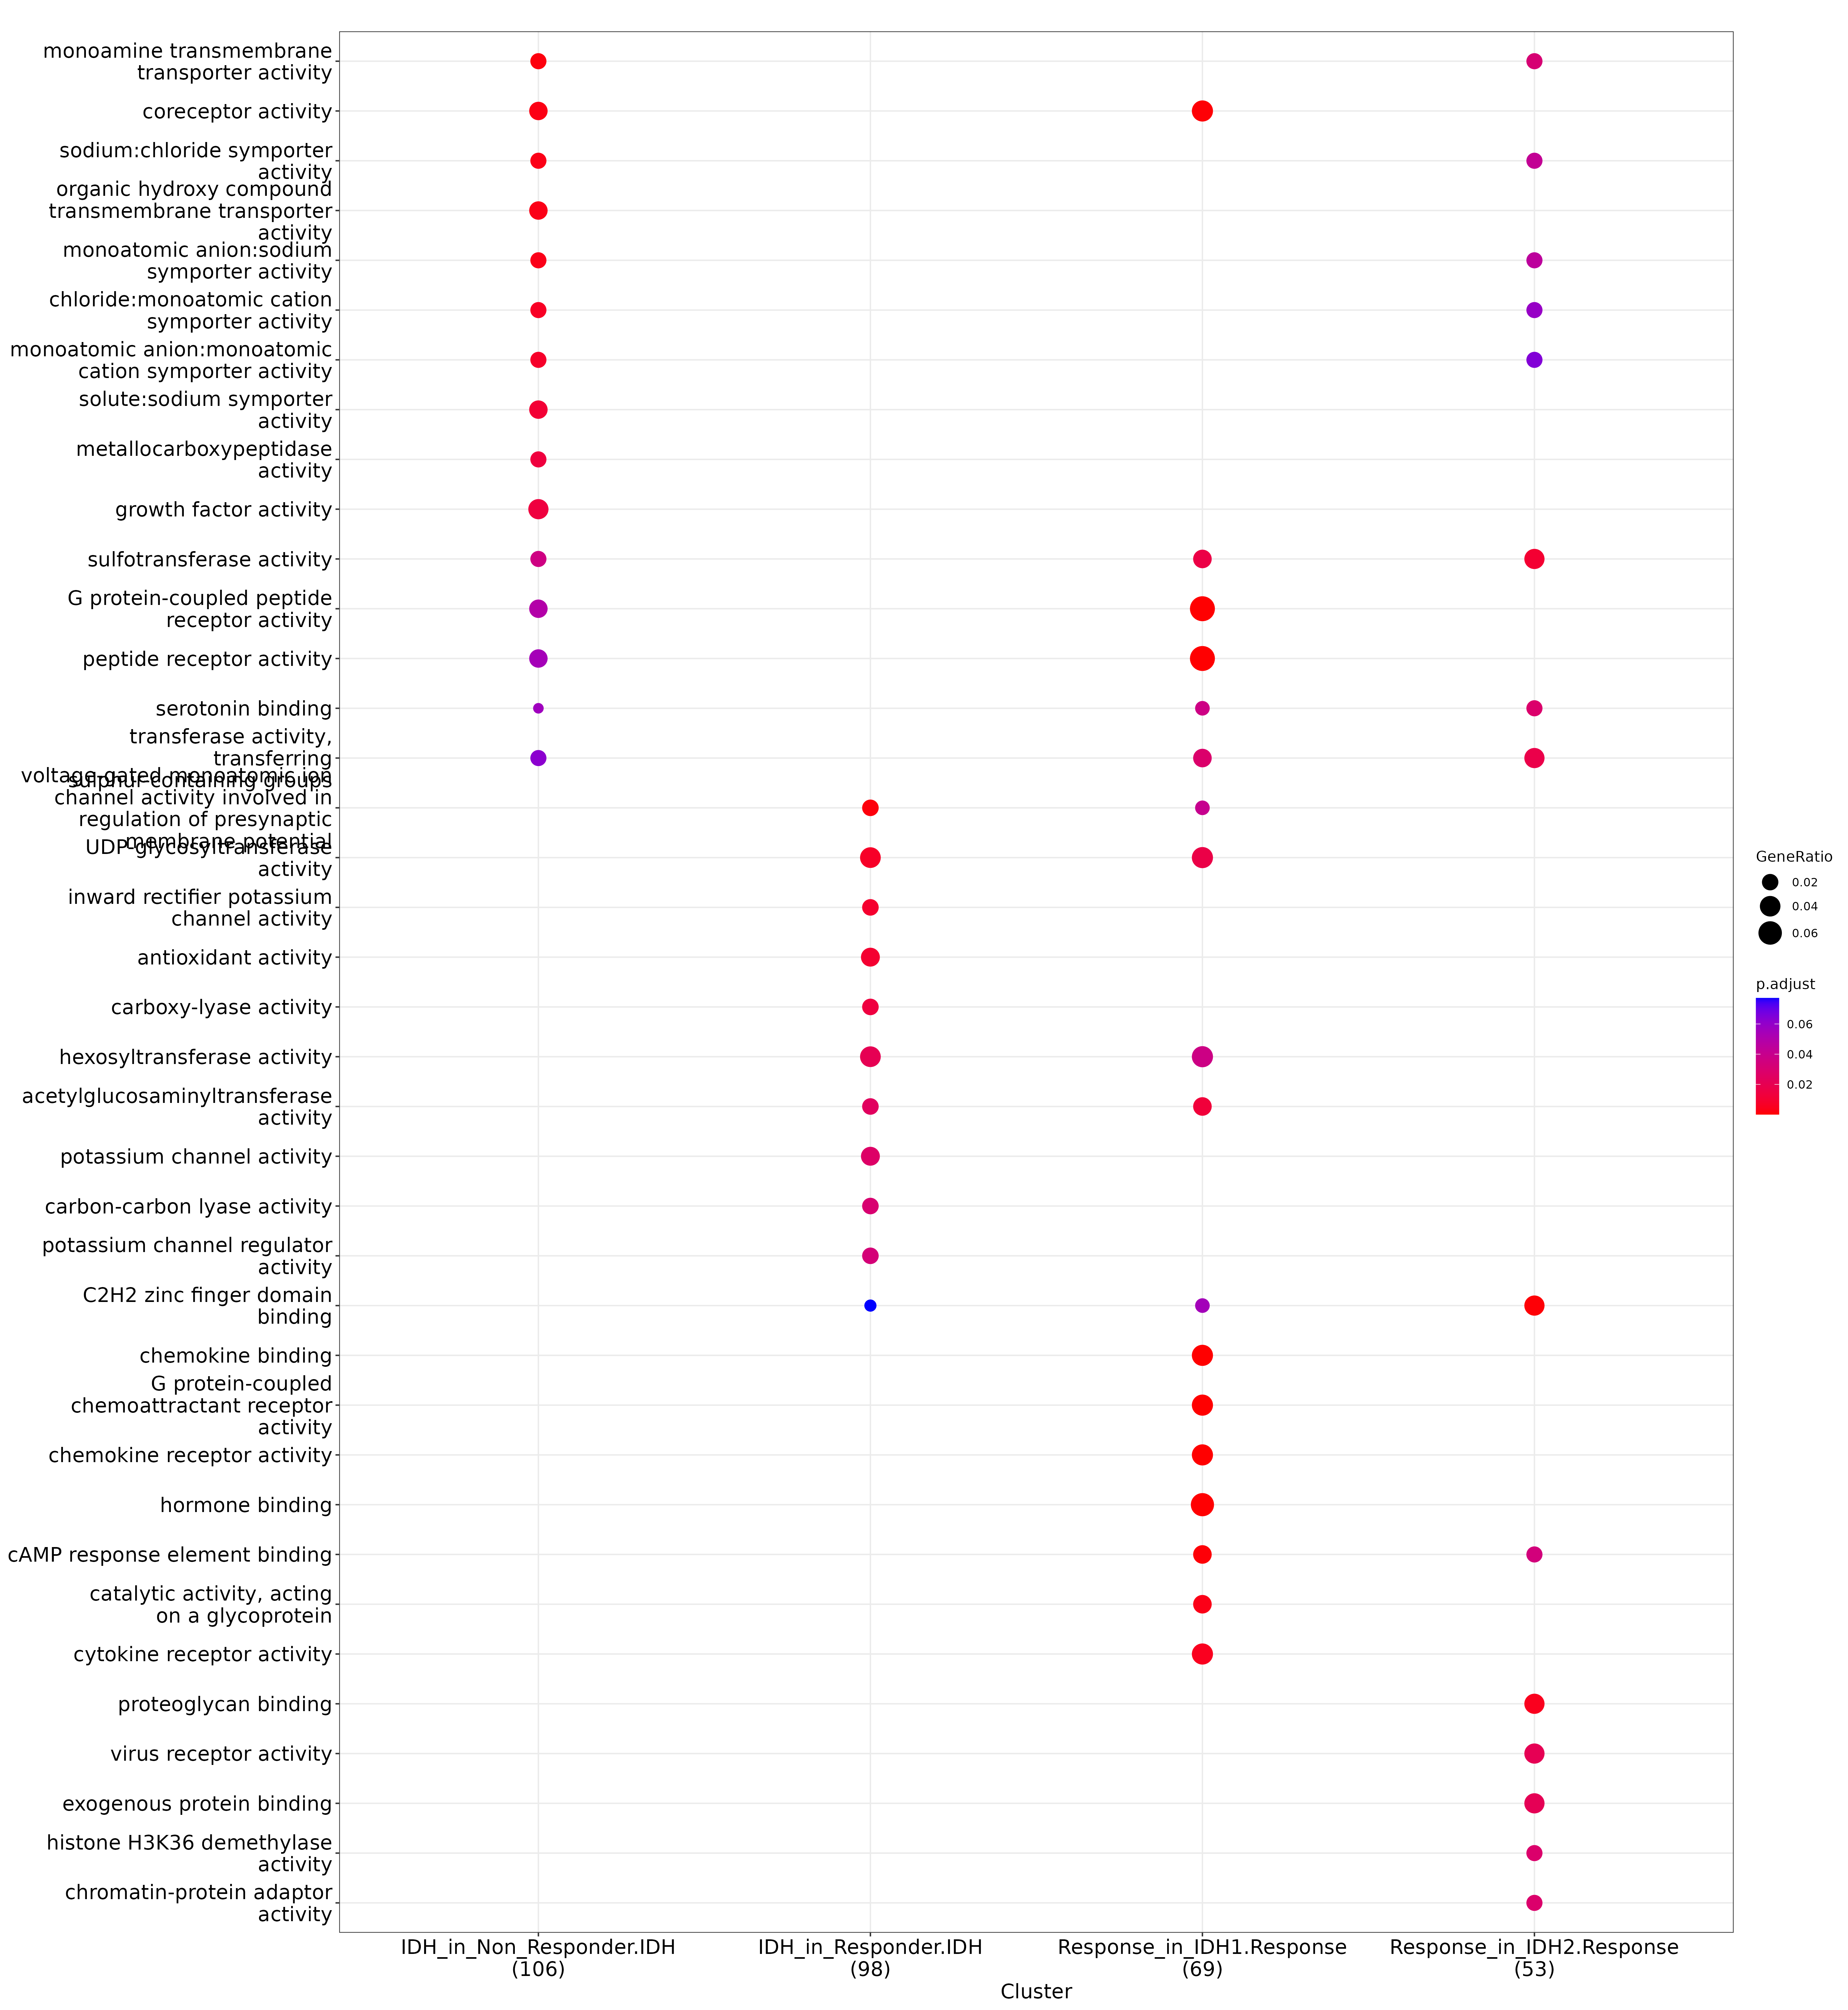 monoamine transmembrane
transporter activity
coreceptor activity
sodium:chloride symporter
activity
organic hydroxy compound
transmembrane transporter
activity
monoatomic anion:sodium
symporter activity
chloride:monoatomic cation
symporter activity
monoatomic anion:monoatomic
cation symporter activity
solute:sodium symporter
activity
metallocarboxypeptidase
activity
growth factor activity
sulfotransferase activity
G protein-coupled peptide
receptor activity
peptide receptor activity
serotonin binding
transferase activity,
transferring
sulphur-containing groups
voltage-gated monoatomic ion
channel activity involved in
regulation of presynaptic
membrane potential
UDP-glycosyltransferase
activity
inward rectifier potassium
channel activity
antioxidant activity
carboxy-lyase activity
hexosyltransferase activity
acetylglucosaminyltransferase
activity
potassium channel activity
carbon-carbon lyase activity
potassium channel regulator
activity
C2H2 zinc finger domain
binding
chemokine binding
G protein-coupled
chemoattractant receptor
activity
chemokine receptor activity
hormone binding
cAMP response element binding
catalytic activity, acting
on a glycoprotein
cytokine receptor activity
proteoglycan binding
virus receptor activity
exogenous protein binding
histone H3K36 demethylase
activity
chromatin-protein adaptor
activity
IDH_in_Non_Responder.IDH
(106)
IDH_in_Responder.IDH
(98)
Response_in_IDH1.Response
(69)
Response_in_IDH2.Response
(53)
Cluster
GeneRatio
0.02
0.04
0.06
p.adjust
0.06
0.04
0.02